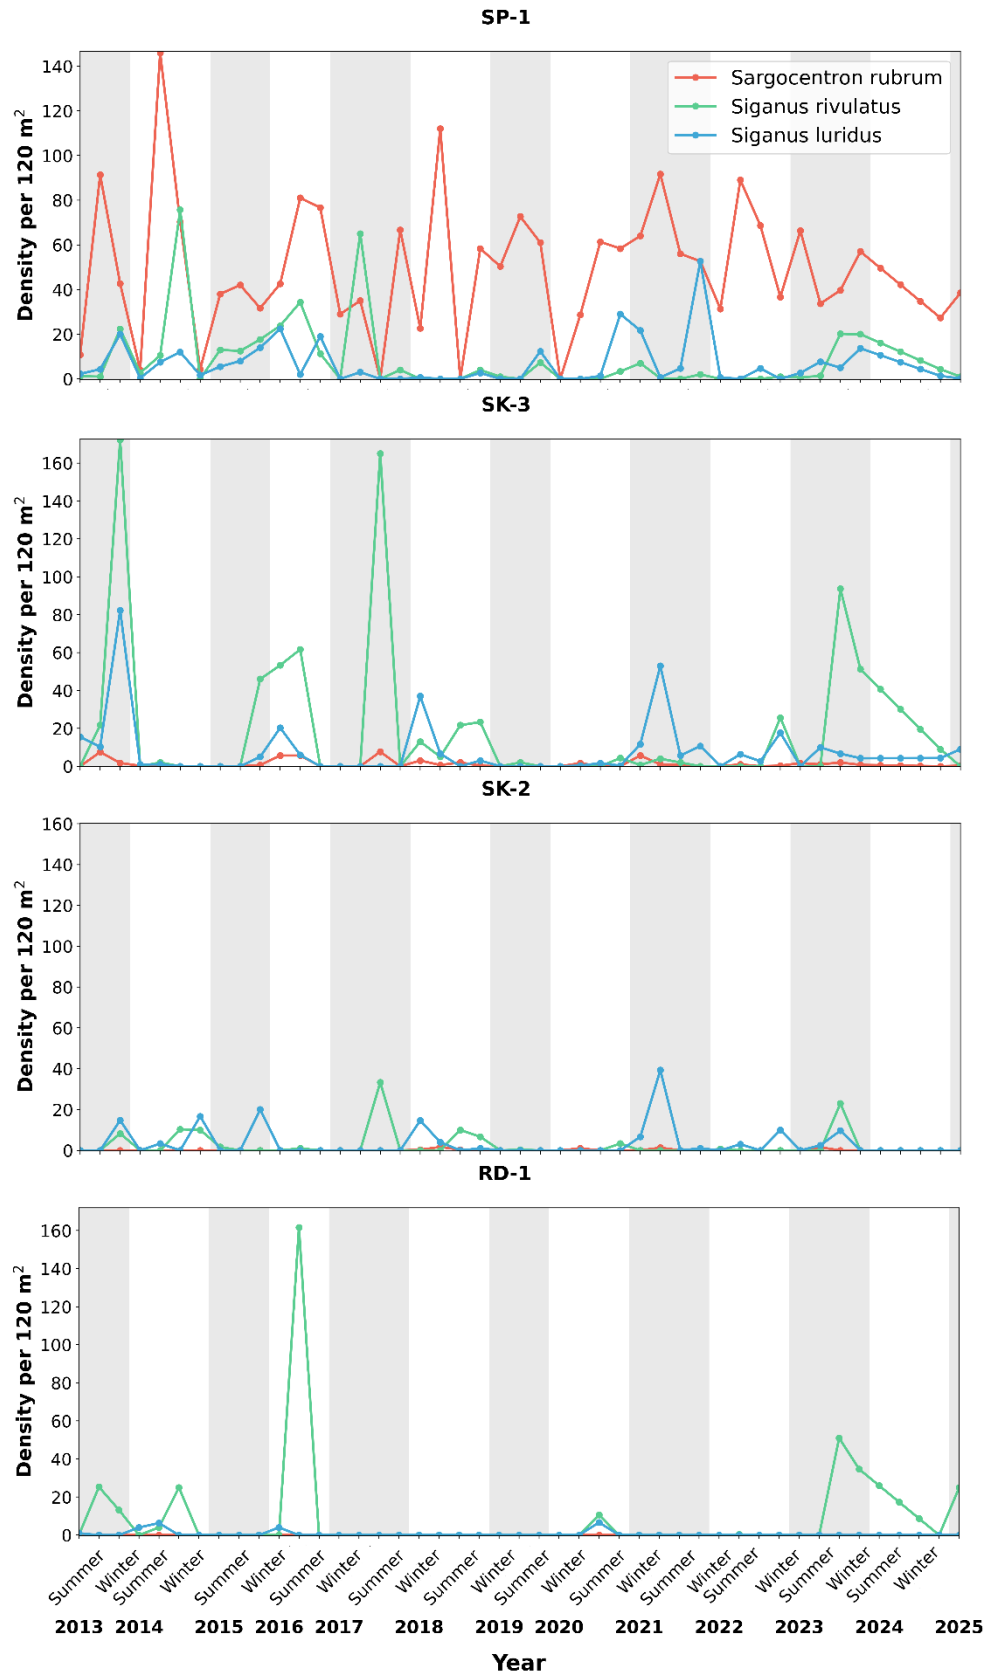 SP-1
140
120
100
80
60
40
20
0
Density per 120 m²
Sargocentron rubrum
Siganus rivulatus
Siganus luridus
SK-3
160
140
120
100
80
60
40
20
0
Density per 120 m²
SK-2
160
140
120
100
80
60
40
20
0
Density per 120 m²
RD-1
160
140
120
100
80
60
40
20
0
Density per 120 m²
Summer Winter Summer Winter Summer Winter Summer Winter Summer Winter Summer Winter Summer Winter Summer Winter Summer Winter Summer Winter Summer Winter
2013 2014 2015 2016 2017 2018 2019 2020 2021 2022 2023 2024 2025
Year